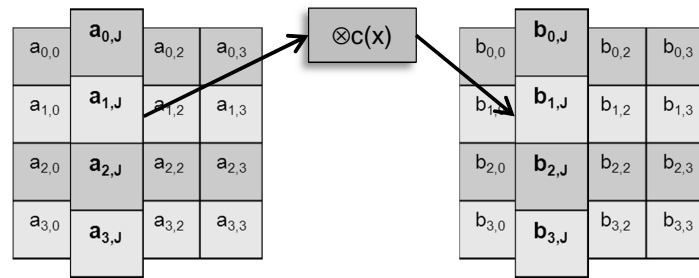 a0,0 a0,J a0,2 a0,3
a1,0 a1,J a1,2 a1,3
a2,0 a2,J a2,2 a2,3
a3,0 a3,J a3,2 a3,3
⊗c(x)
b0,0 b0,J b0,2 b0,3
b1,0 b1,J b1,2 b1,3
b2,0 b2,J b2,2 b2,3
b3,0 b3,J b3,2 b3,3